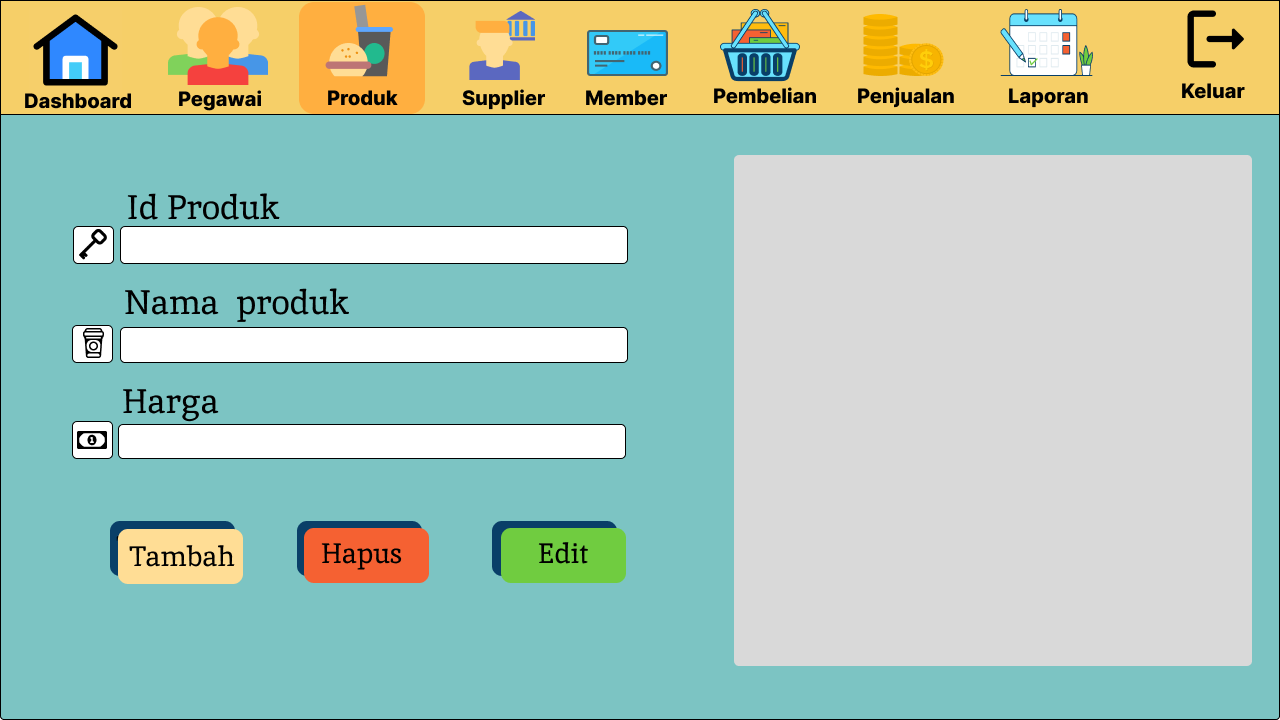 Dashboard
Pegawai
Produk
Supplier
Member
Pembelian
Penjualan
Laporan
Keluar
Id Produk
Nama produk
Harga
Tambah
Hapus
Edit